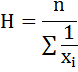 H = n / Σ 1/xᵢ